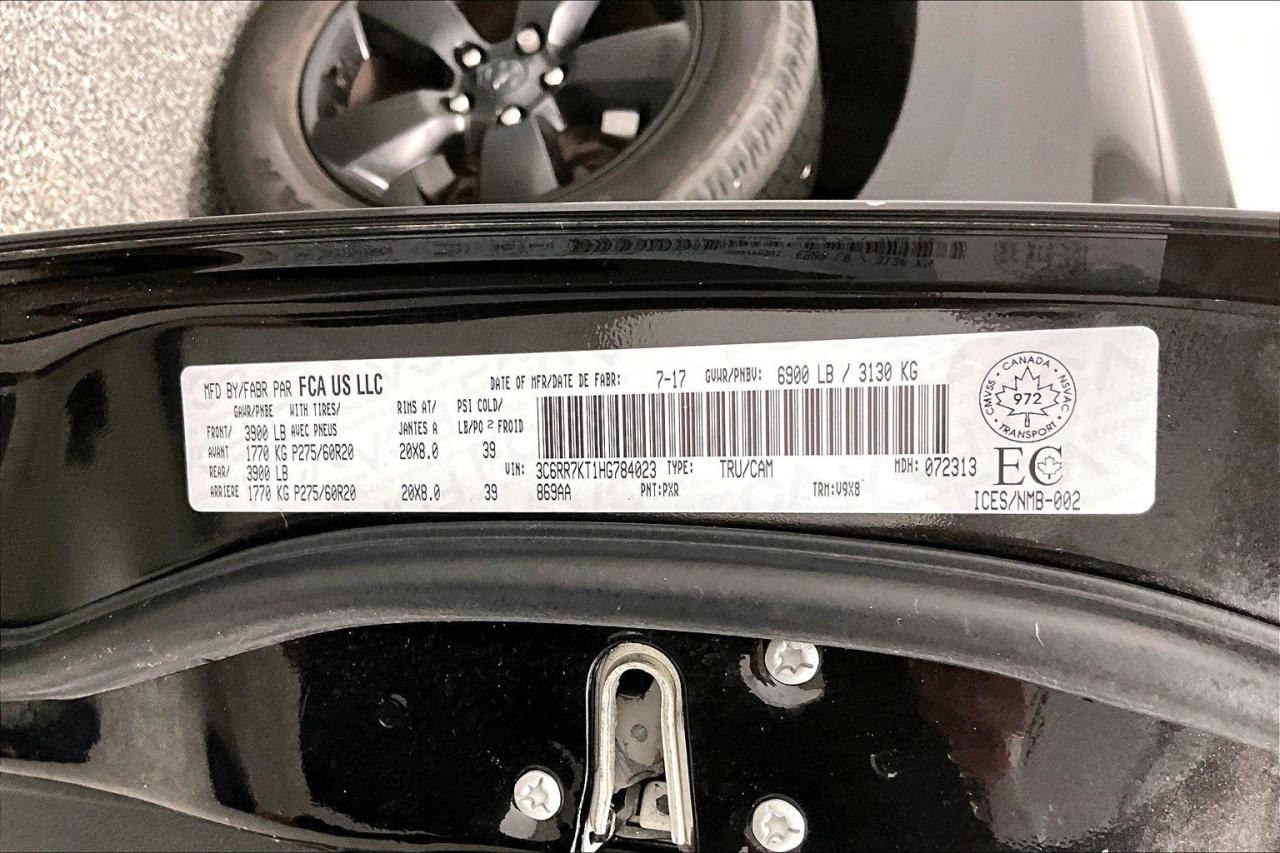 MFD BY/FABR PAR FCA US LLC
DATE OF MFR/DATE DE FABR: 7-17 GVWR/PNBV: 6900 LB / 3130 KG
GAWR/PNBE WITH TIRES/ RIMS AT/ PSI COLD/
FRONT/ 3900 LB AVEC PNEUS JANTES A LB/PO² FROID
AVANT 1770 KG P275/60R20 20X8.0 39
REAR/ 3900 LB
ARRIERE 1770 KG P275/60R20 20X8.0 39
VIN: 3C6RR7KT1HG784023 TYPE: TRU/CAM MDH: 072313
869AA PNT:PXR TRM:V9X8
CANADA
CMVSS 972 NSVAC
TRANSPORT
EC
ICES/NMB-002